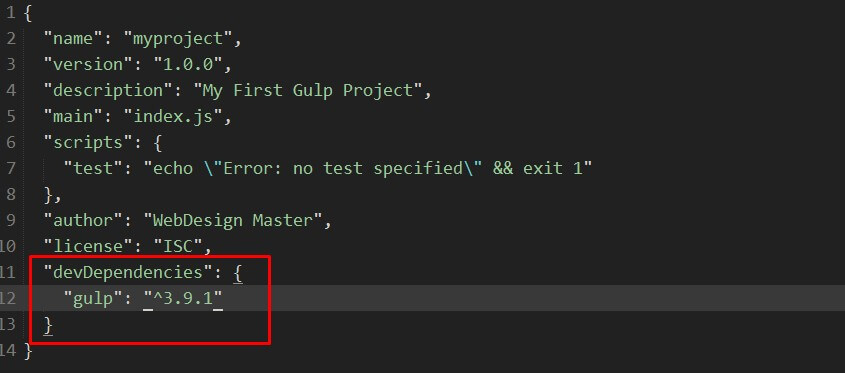 1 {
2 "name": "myproject",
3 "version": "1.0.0",
4 "description": "My First Gulp Project",
5 "main": "index.js",
6 "scripts": {
7 "test": "echo \"Error: no test specified\" && exit 1"
8 },
9 "author": "WebDesign Master",
10 "license": "ISC",
11 "devDependencies": {
12 "gulp": "^3.9.1"
13 }
14 }